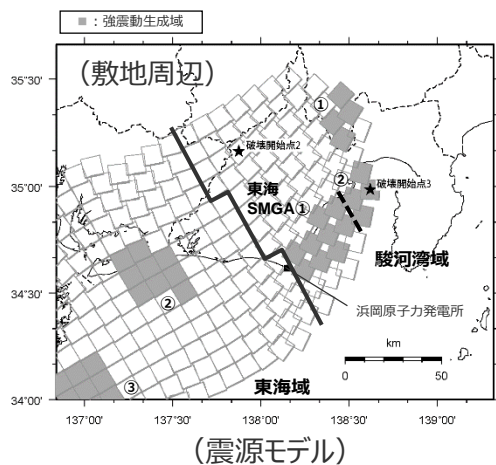 ■:強震動生成域
(敷地周辺)
35°30'
35°00'
34°30'
34°00'
①
★破壊開始点2
東海
SMGA①
②
★破壊開始点3
駿河湾域
②
浜岡原子力発電所
km
0 50
③
東海域
137°00' 137°30' 138°00' 138°30' 139°00'
(震源モデル)